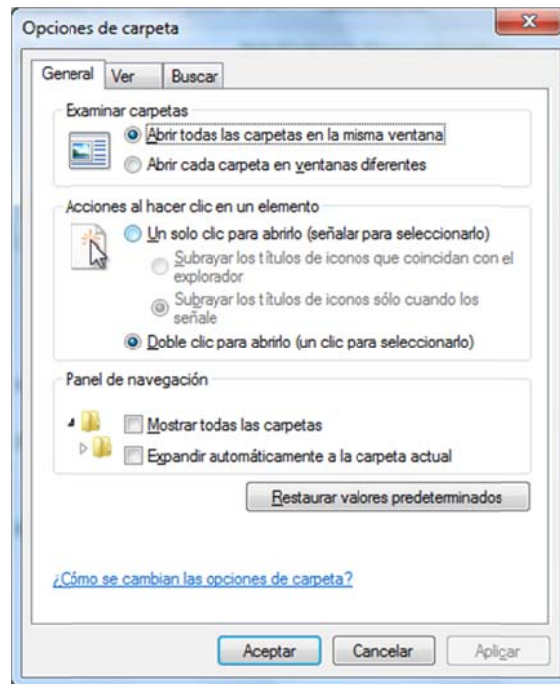 Opciones de carpeta
General Ver Buscar
Examinar carpetas
Abrir todas las carpetas en la misma ventana
Abrir cada carpeta en ventanas diferentes
Acciones al hacer clic en un elemento
Un solo clic para abrirlo (señalar para seleccionarlo)
Subrayar los títulos de iconos que coincidan con el
explorador
Subrayar los títulos de iconos sólo cuando los
señale
Doble clic para abrirlo (un clic para seleccionarlo)
Panel de navegación
Mostrar todas las carpetas
Expandir automáticamente a la carpeta actual
Restaurar valores predeterminados
¿Cómo se cambian las opciones de carpeta?
Aceptar Cancelar Aplicar